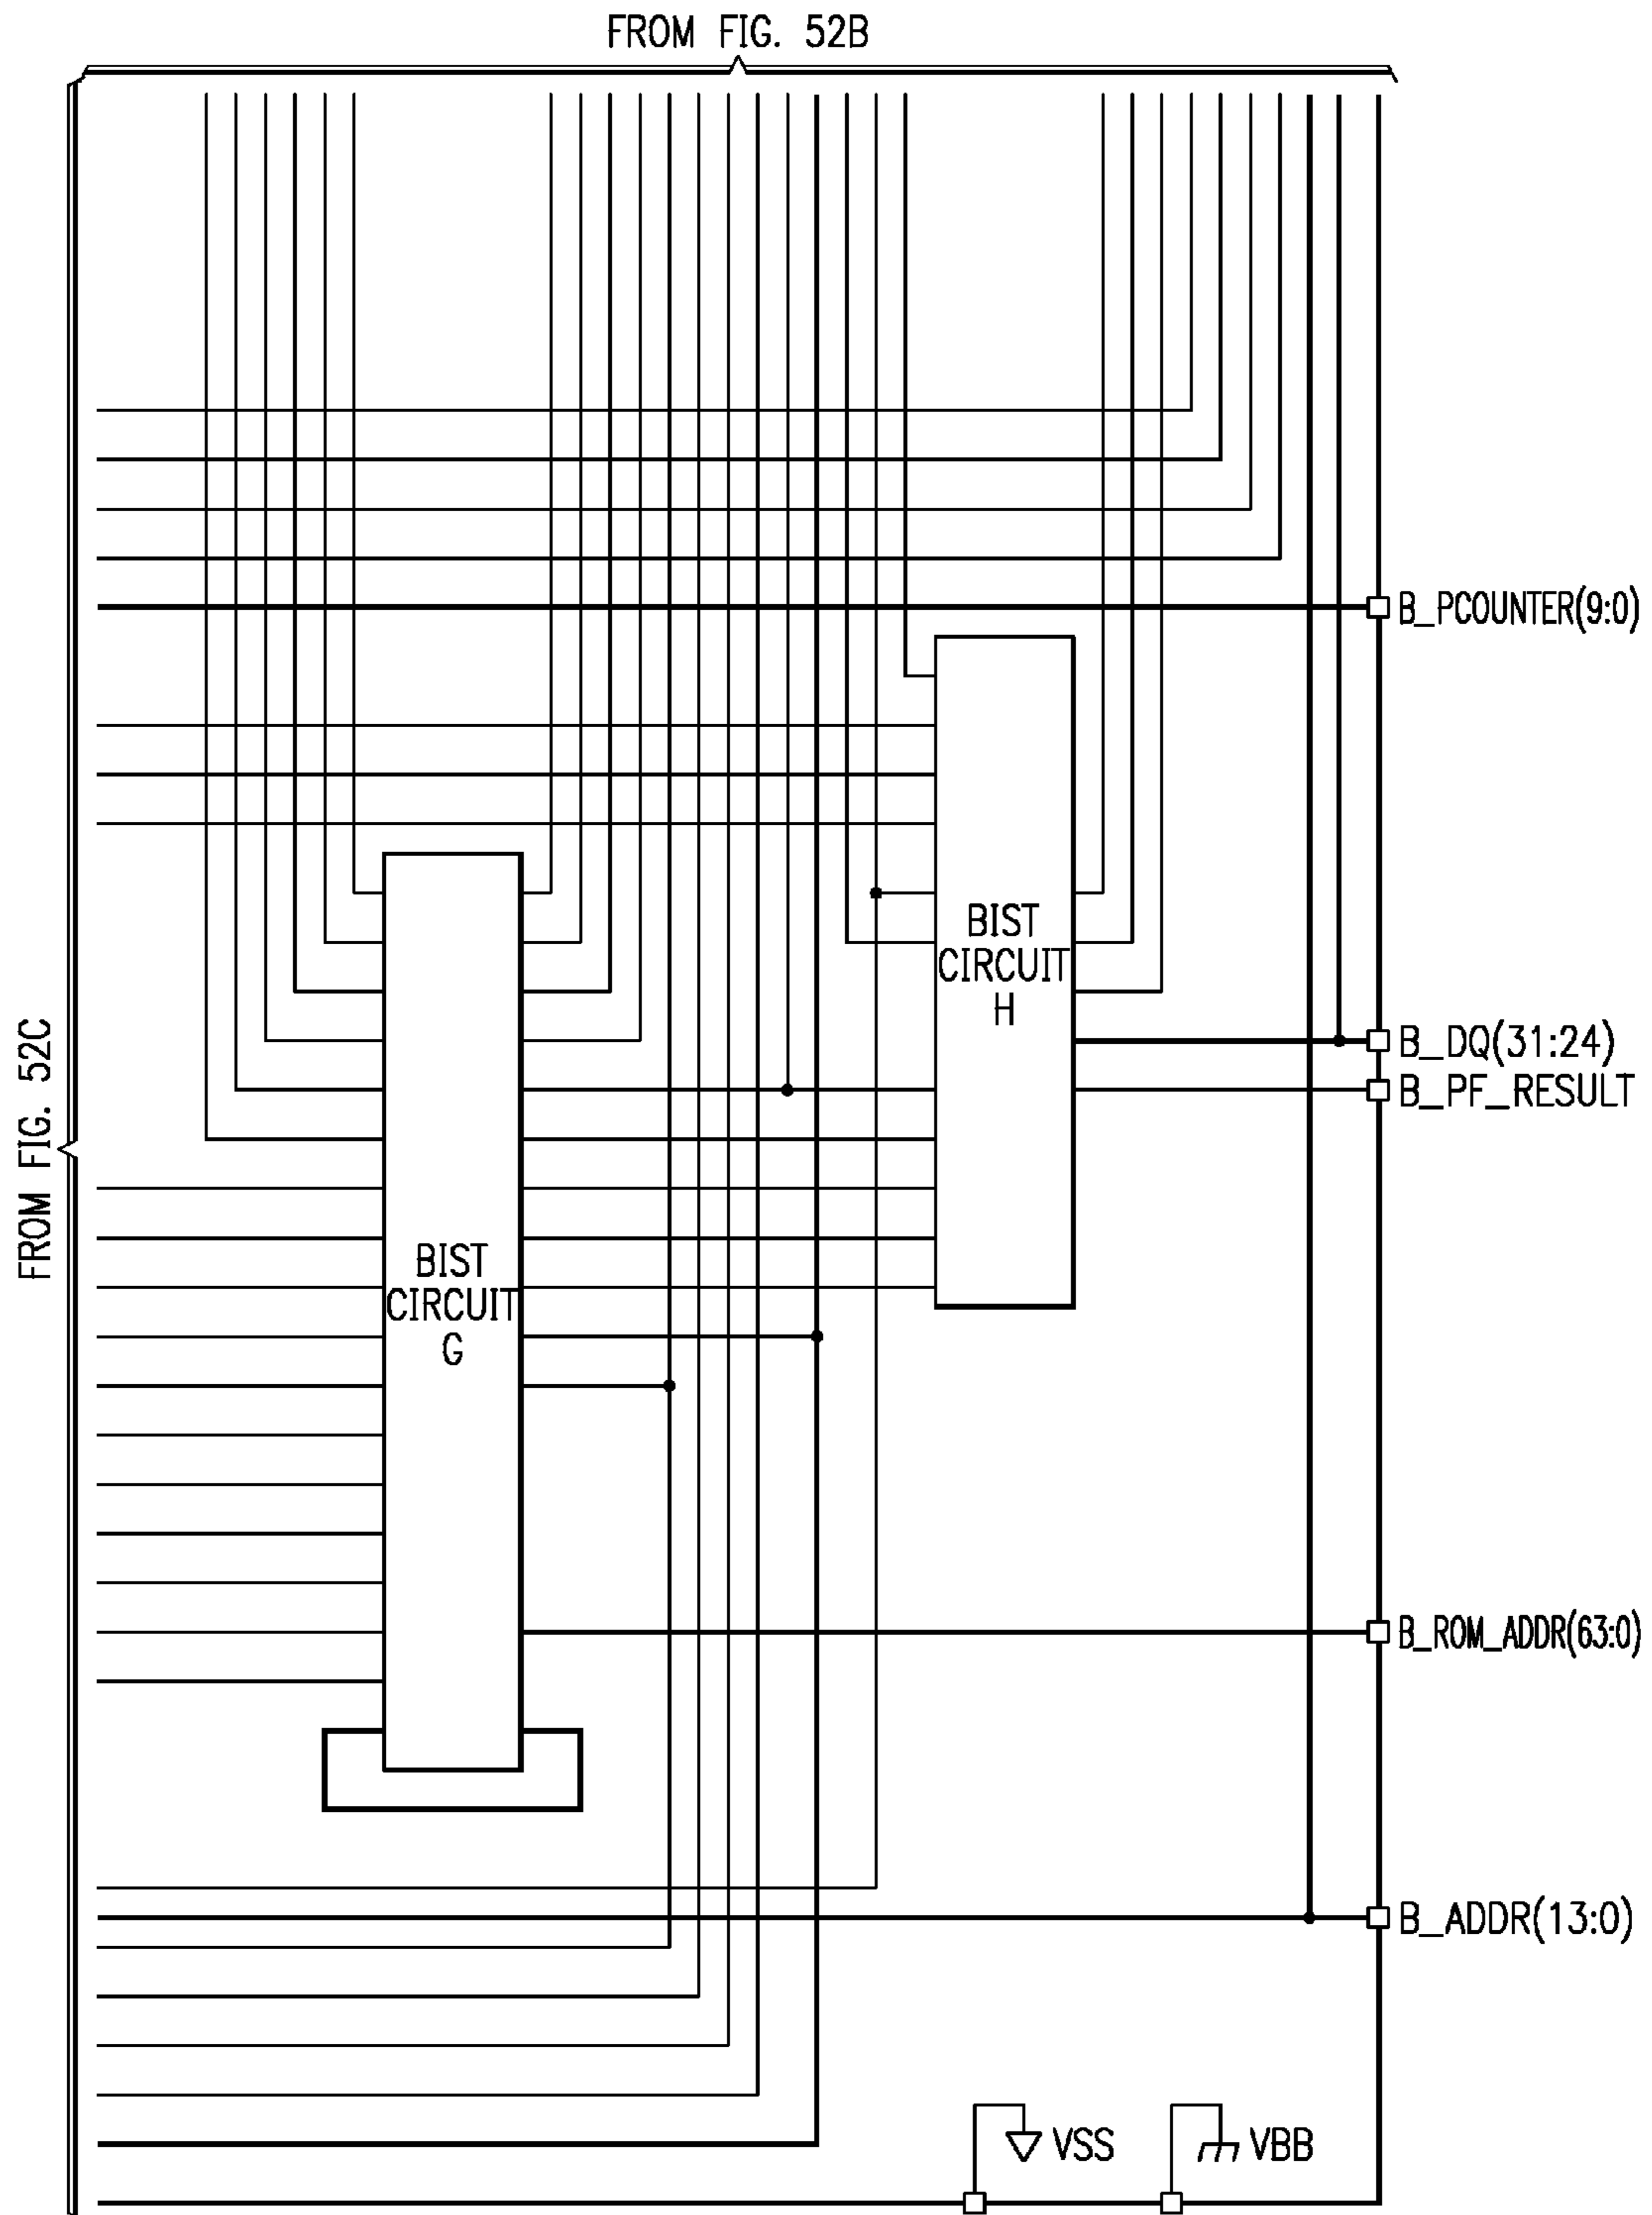 FROM FIG. 52B
FROM FIG. 52C
B_PCOUNTER(9:0)
BIST
CIRCUIT
H
B_DQ(31:24)
B_PF_RESULT
BIST
CIRCUIT
G
B_ROM_ADDR(63:0)
B_ADDR(13:0)
VSS
VBB